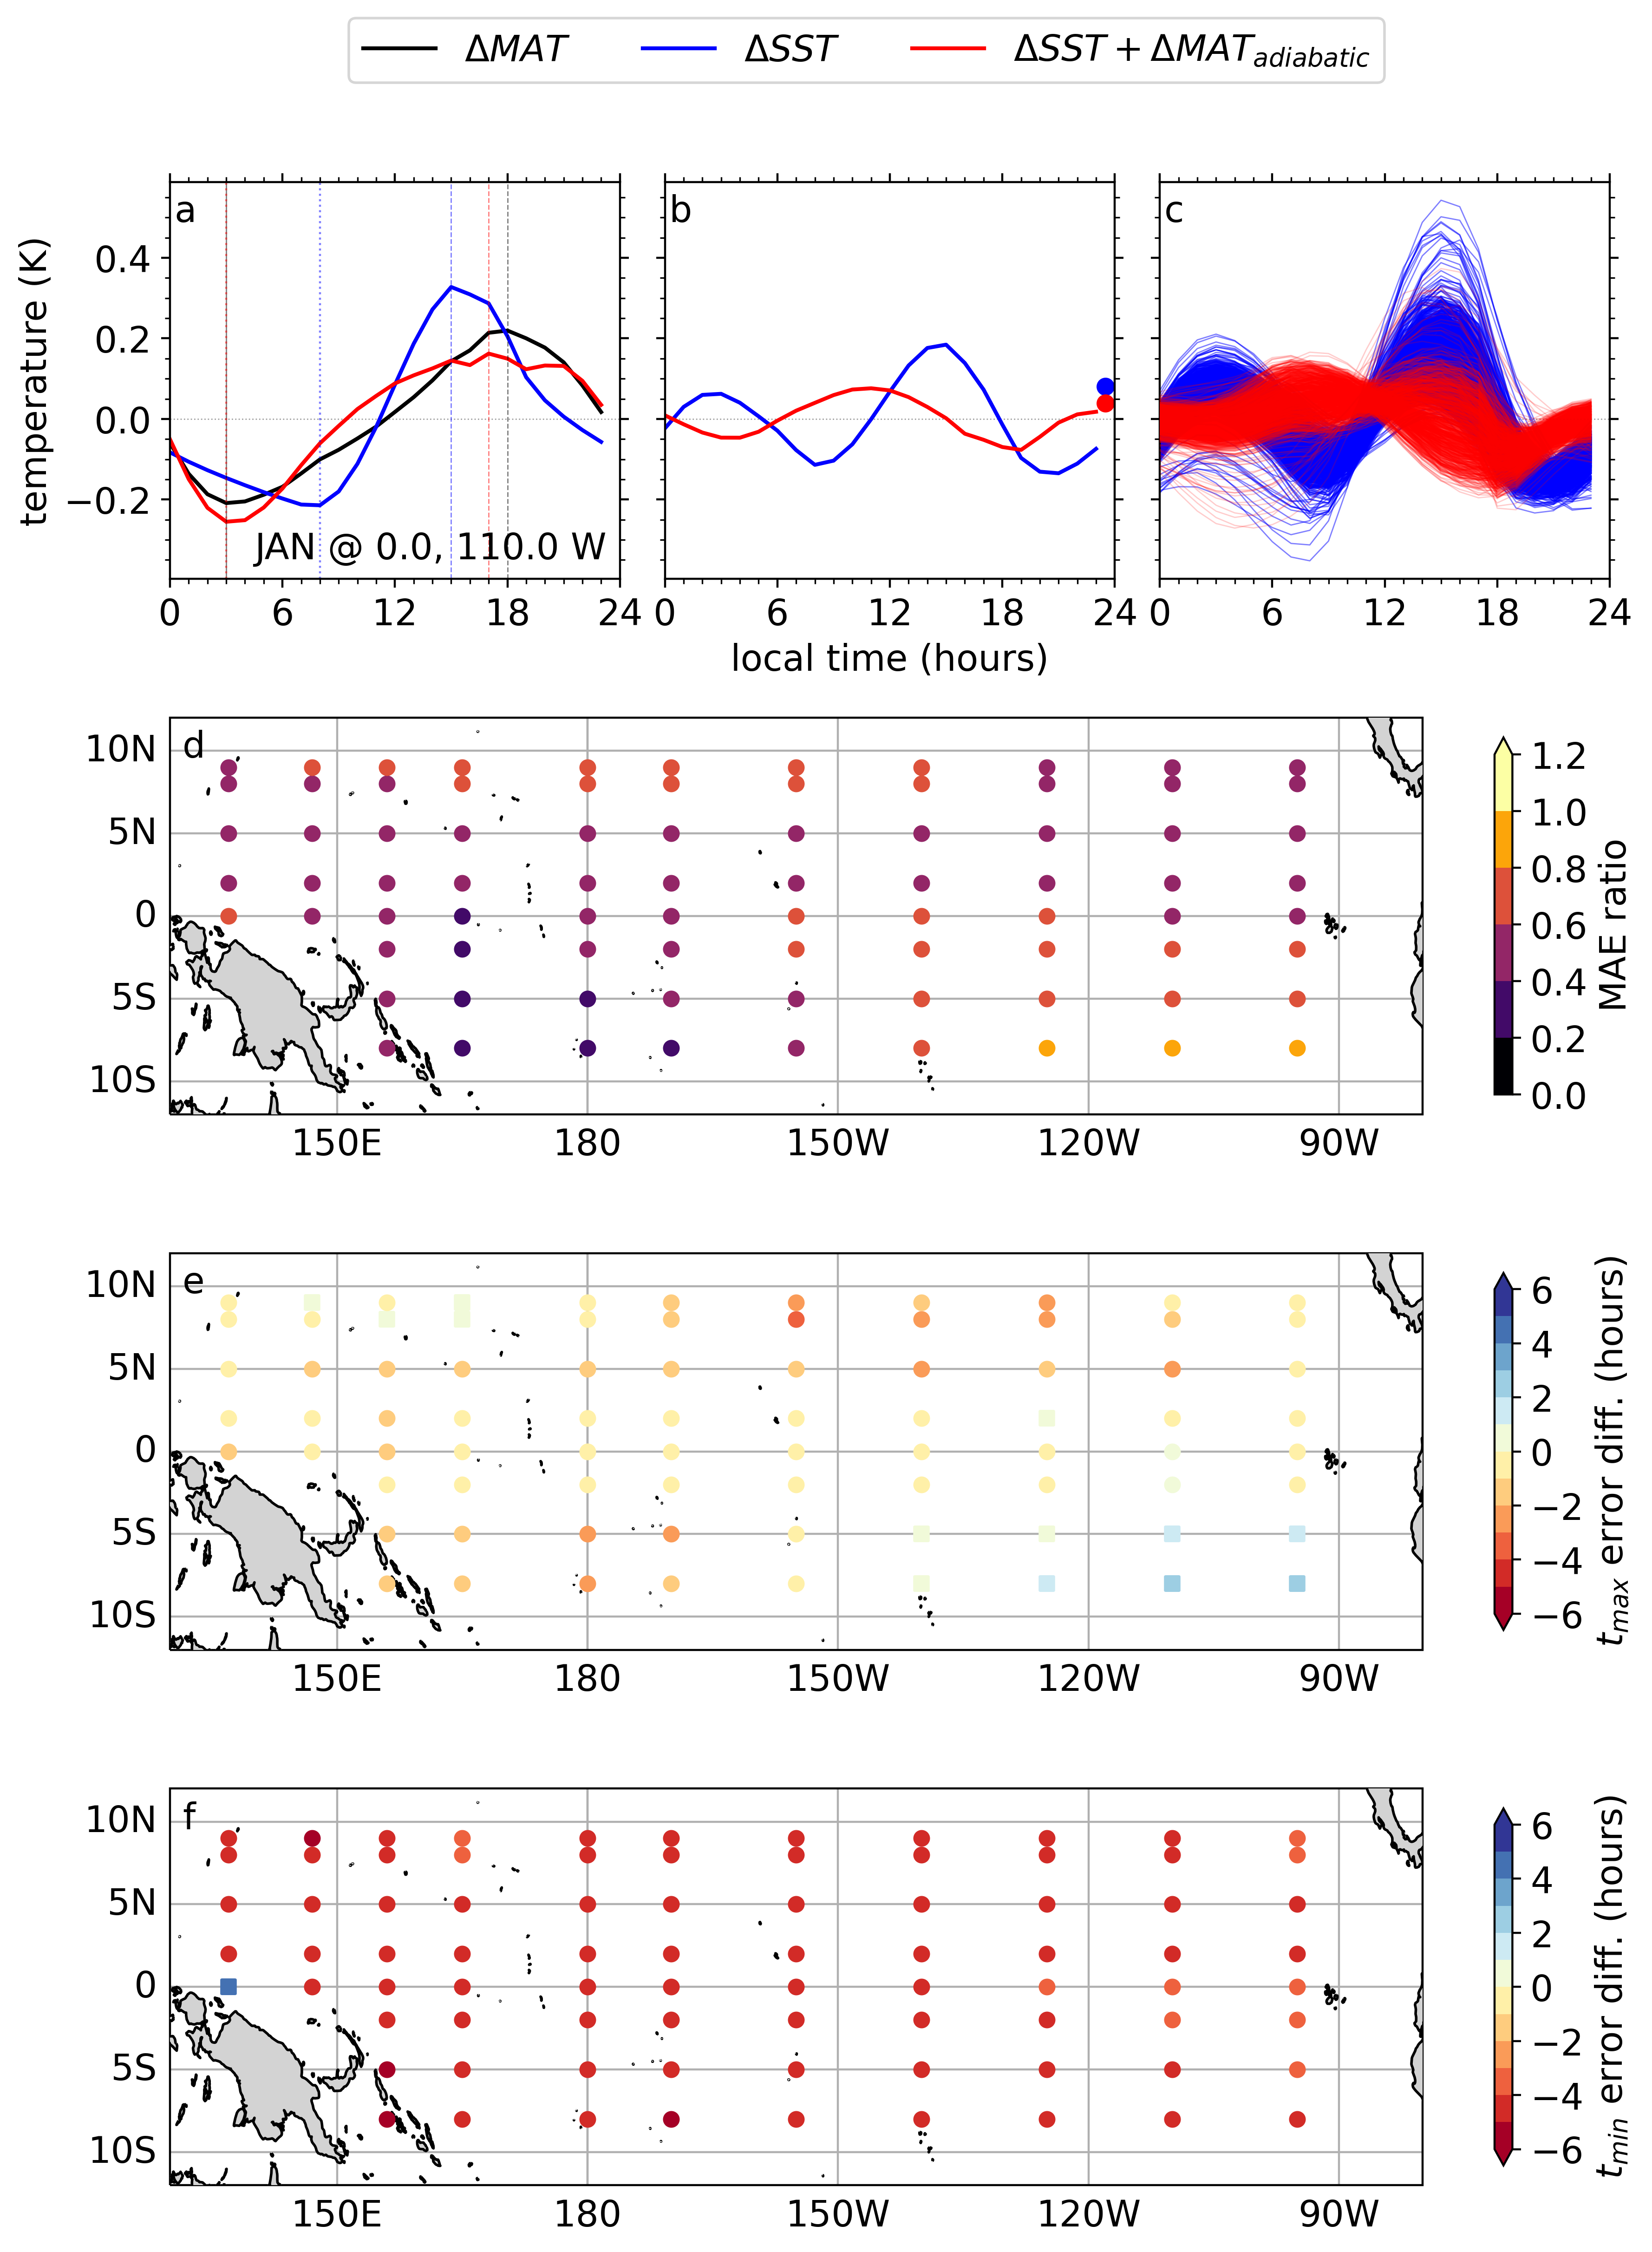 ΔMAT ΔSST ΔSST + ΔMAT_adiabatic
a b c
temperature (K)
0.4
0.2
0.0
−0.2
JAN @ 0.0, 110.0 W
0 6 12 18 24 0 6 12 18 24 0 6 12 18 24
local time (hours)
d
10N
5N
0
5S
10S
150E 180 150W 120W 90W
1.2
1.0
0.8
0.6
0.4
0.2
0.0
MAE ratio
e
10N
5N
0
5S
10S
150E 180 150W 120W 90W
6
4
2
0
−2
−4
−6
t_max error diff. (hours)
f
10N
5N
0
5S
10S
150E 180 150W 120W 90W
6
4
2
0
−2
−4
−6
t_min error diff. (hours)